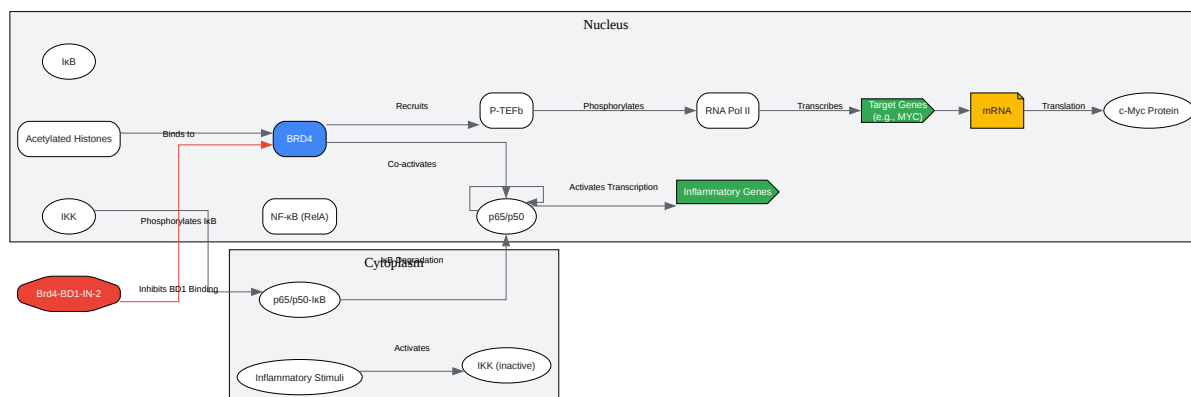 Nucleus
IκB
Acetylated Histones
Binds to
BRD4
Recruits
P-TEFb
Phosphorylates
RNA Pol II
Transcribes
Target Genes
(e.g., MYC)
mRNA
Translation
c-Myc Protein
Co-activates
IKK
Phosphorylates IκB
NF-κB (RelA)
p65/p50
Activates Transcription
Inflammatory Genes
Cytoplasm
IκB Degradation
Brd4-BD1-IN-2
Inhibits BD1 Binding
p65/p50-IκB
Inflammatory Stimuli
Activates
IKK (inactive)